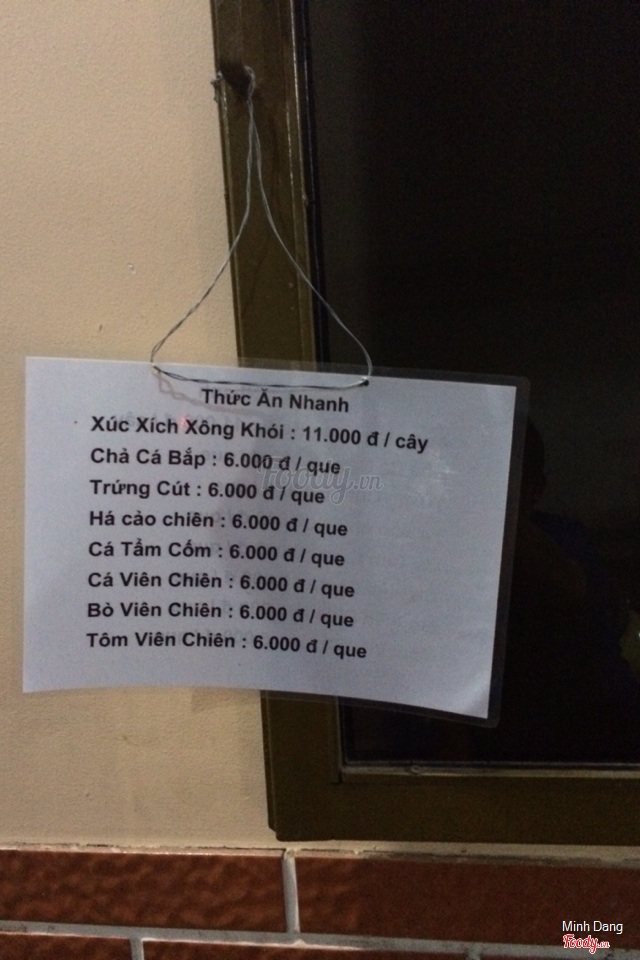 Thức Ăn Nhanh
Xúc Xích Xông Khói : 11.000 đ / cây
Chả Cá Bắp : 6.000 đ / que
Foody.vn
Trứng Cút : 6.000 đ / que
Há cảo chiên : 6.000 đ / que
Cá Tẩm Cốm : 6.000 đ / que
Cá Viên Chiên : 6.000 đ / que
Bò Viên Chiên : 6.000 đ / que
Tôm Viên Chiên : 6.000 đ / que
Minh Dang
Foody.vn